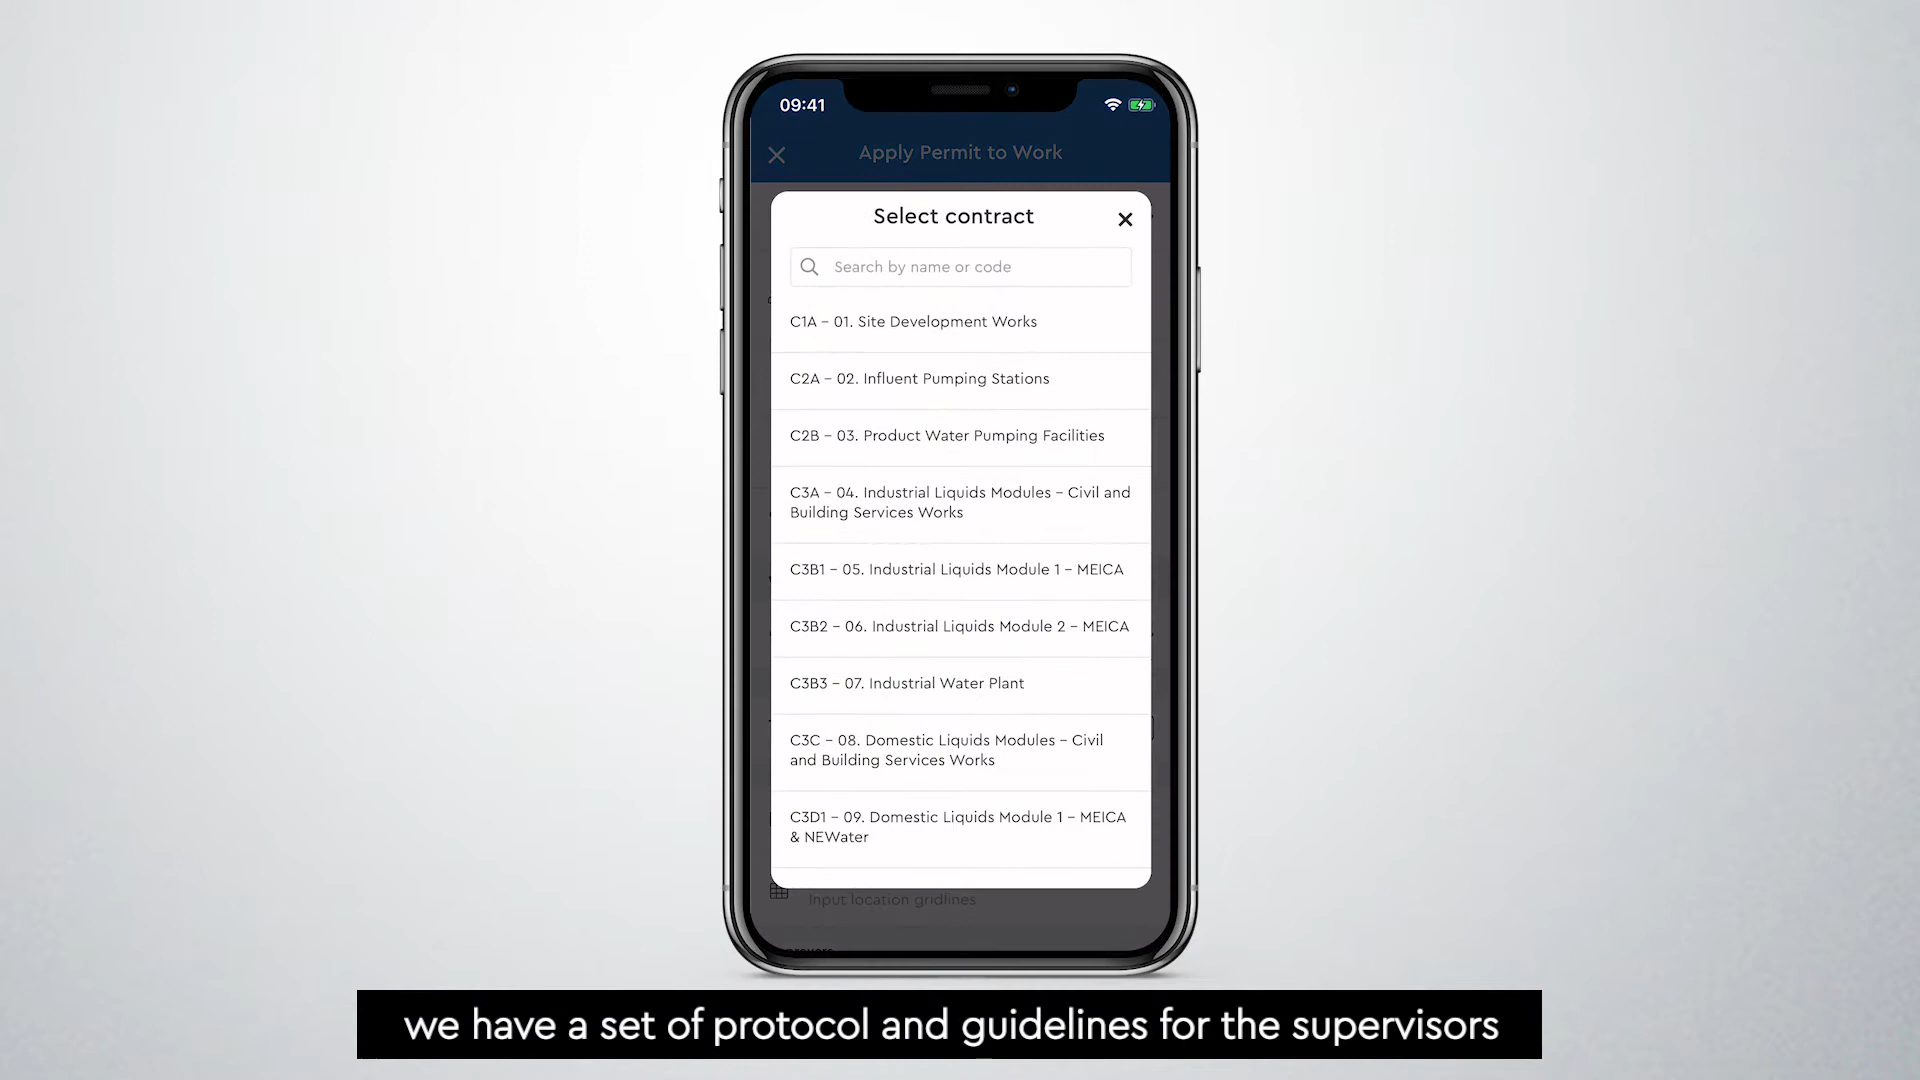 09:41
Apply Permit to Work
Select contract
Search by name or code
C1A - 01. Site Development Works
C2A - 02. Influent Pumping Stations
C2B - 03. Product Water Pumping Facilities
C3A - 04. Industrial Liquids Modules - Civil and
Building Services Works
C3B1 - 05. Industrial Liquids Module 1 - MEICA
C3B2 - 06. Industrial Liquids Module 2 - MEICA
C3B3 - 07. Industrial Water Plant
C3C - 08. Domestic Liquids Modules - Civil
and Building Services Works
C3D1 - 09. Domestic Liquids Module 1 - MEICA
& NEWater
Input location gridlines
we have a set of protocol and guidelines for the supervisors